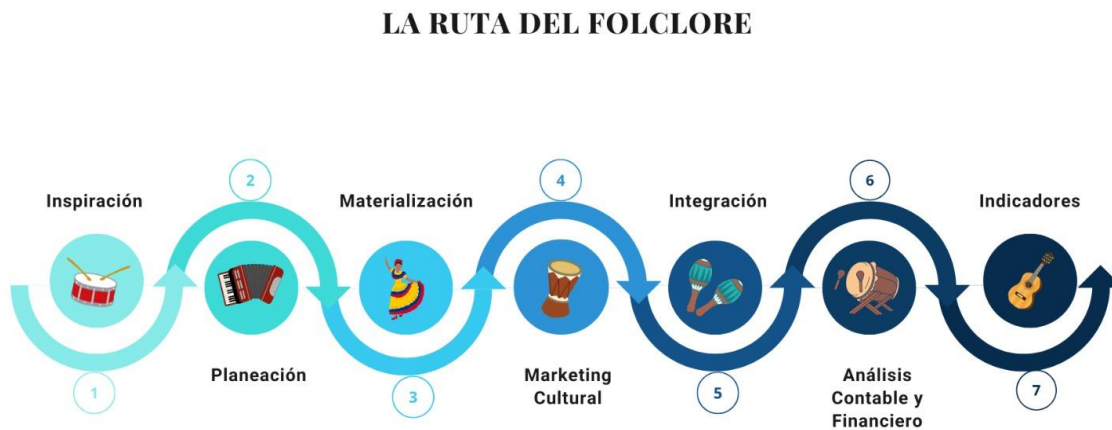 LA RUTA DEL FOLCLORE
Inspiración
1
2
Planeación
Materialización
3
4
Marketing
Cultural
Integración
5
6
Análisis
Contable y
Financiero
Indicadores
7